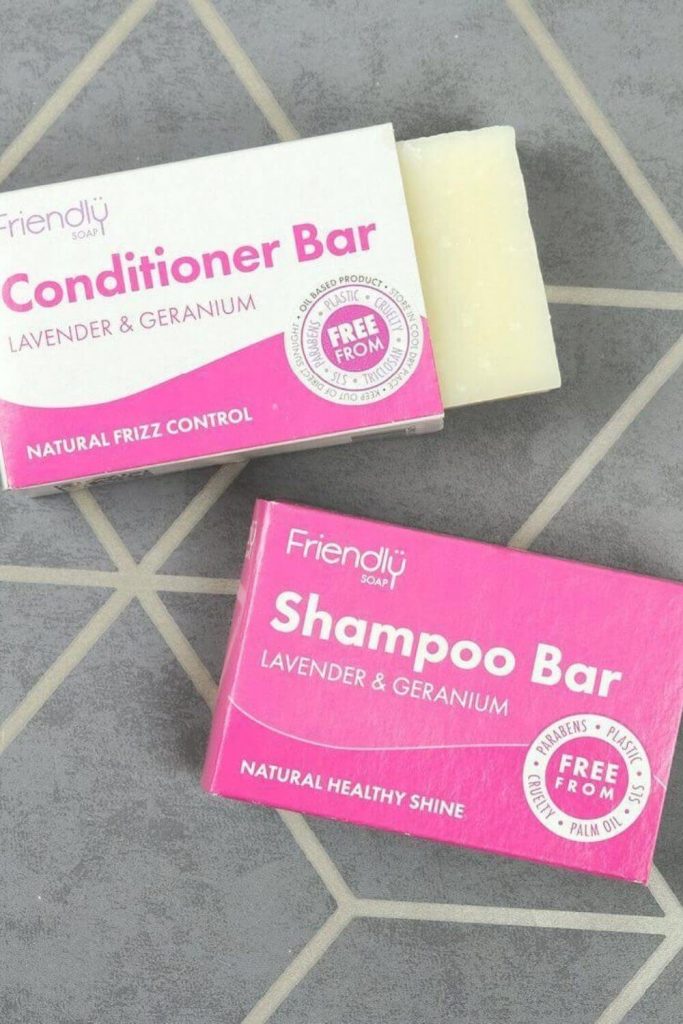 Friendlÿ
SOAP
Conditioner Bar
LAVENDER & GERANIUM
OIL BASED PRODUCT • STORE IN COOL DRY PLACE • KEEP OUT OF DIRECT SUNLIGHT •
PARABENS • PLASTIC • CRUELTY • TRICLOSAN • SLS •
FREE
FROM
NATURAL FRIZZ CONTROL
Friendlÿ
SOAP
Shampoo Bar
LAVENDER & GERANIUM
PARABENS • PLASTIC • SLS • PALM OIL • CRUELTY •
FREE
FROM
NATURAL HEALTHY SHINE